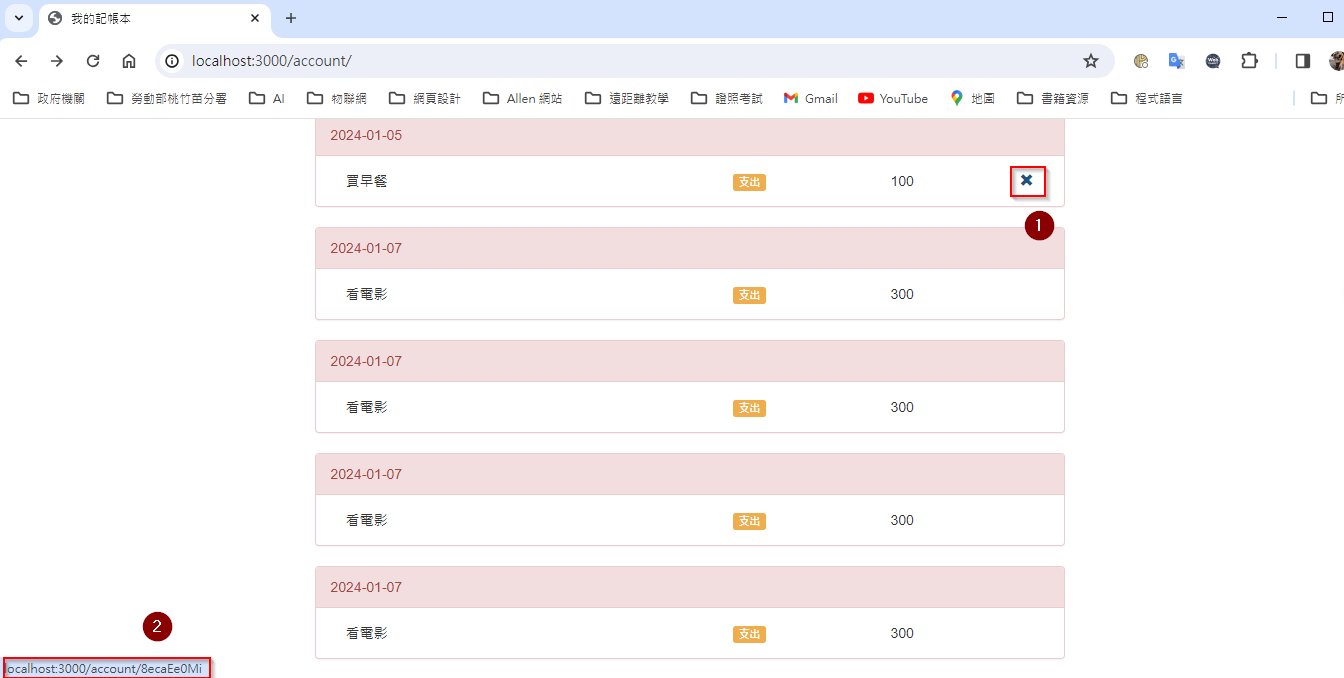 我的記帳本
localhost:3000/account/
政府機關 勞動部桃竹苗分署 AI 物聯網 網頁設計 Allen 網站 遠距離教學 證照考試 Gmail YouTube 地圖 書籍資源 程式語言
2024-01-05
買早餐 支出 100
1
2024-01-07
看電影 支出 300
2024-01-07
看電影 支出 300
2024-01-07
看電影 支出 300
2024-01-07
看電影 支出 300
2
localhost:3000/account/8ecaEe0Mi